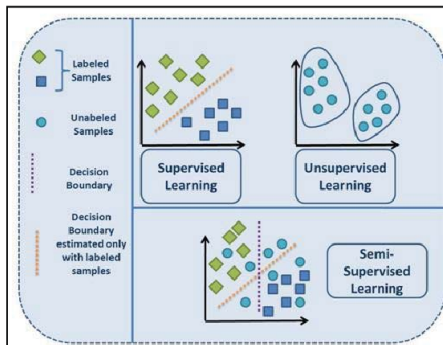 Labeled
Samples
Unabeled
Samples
Decision
Boundary
Decision
Boundary
estimated only
with labeled
samples
Supervised
Learning
Unsupervised
Learning
Semi-
Supervised
Learning